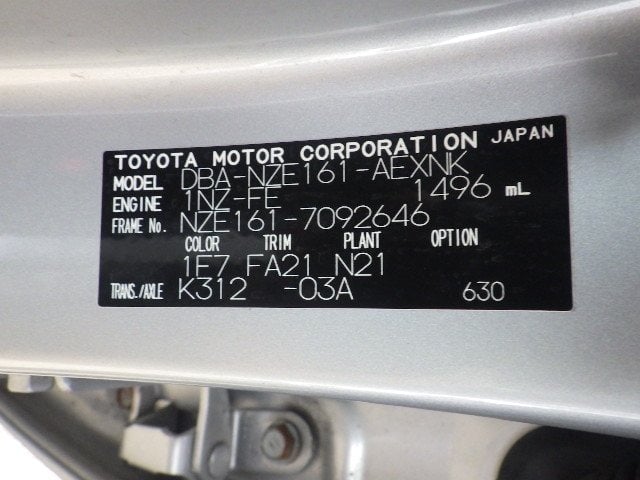 TOYOTA MOTOR CORPORATION JAPAN
MODEL DBA-NZE161-AEXNK
ENGINE 1NZ-FE 1496 mL
FRAME No. NZE161-7092646
COLOR TRIM PLANT OPTION
1E7 FA21 N21
TRANS./AXLE K312 -03A 630